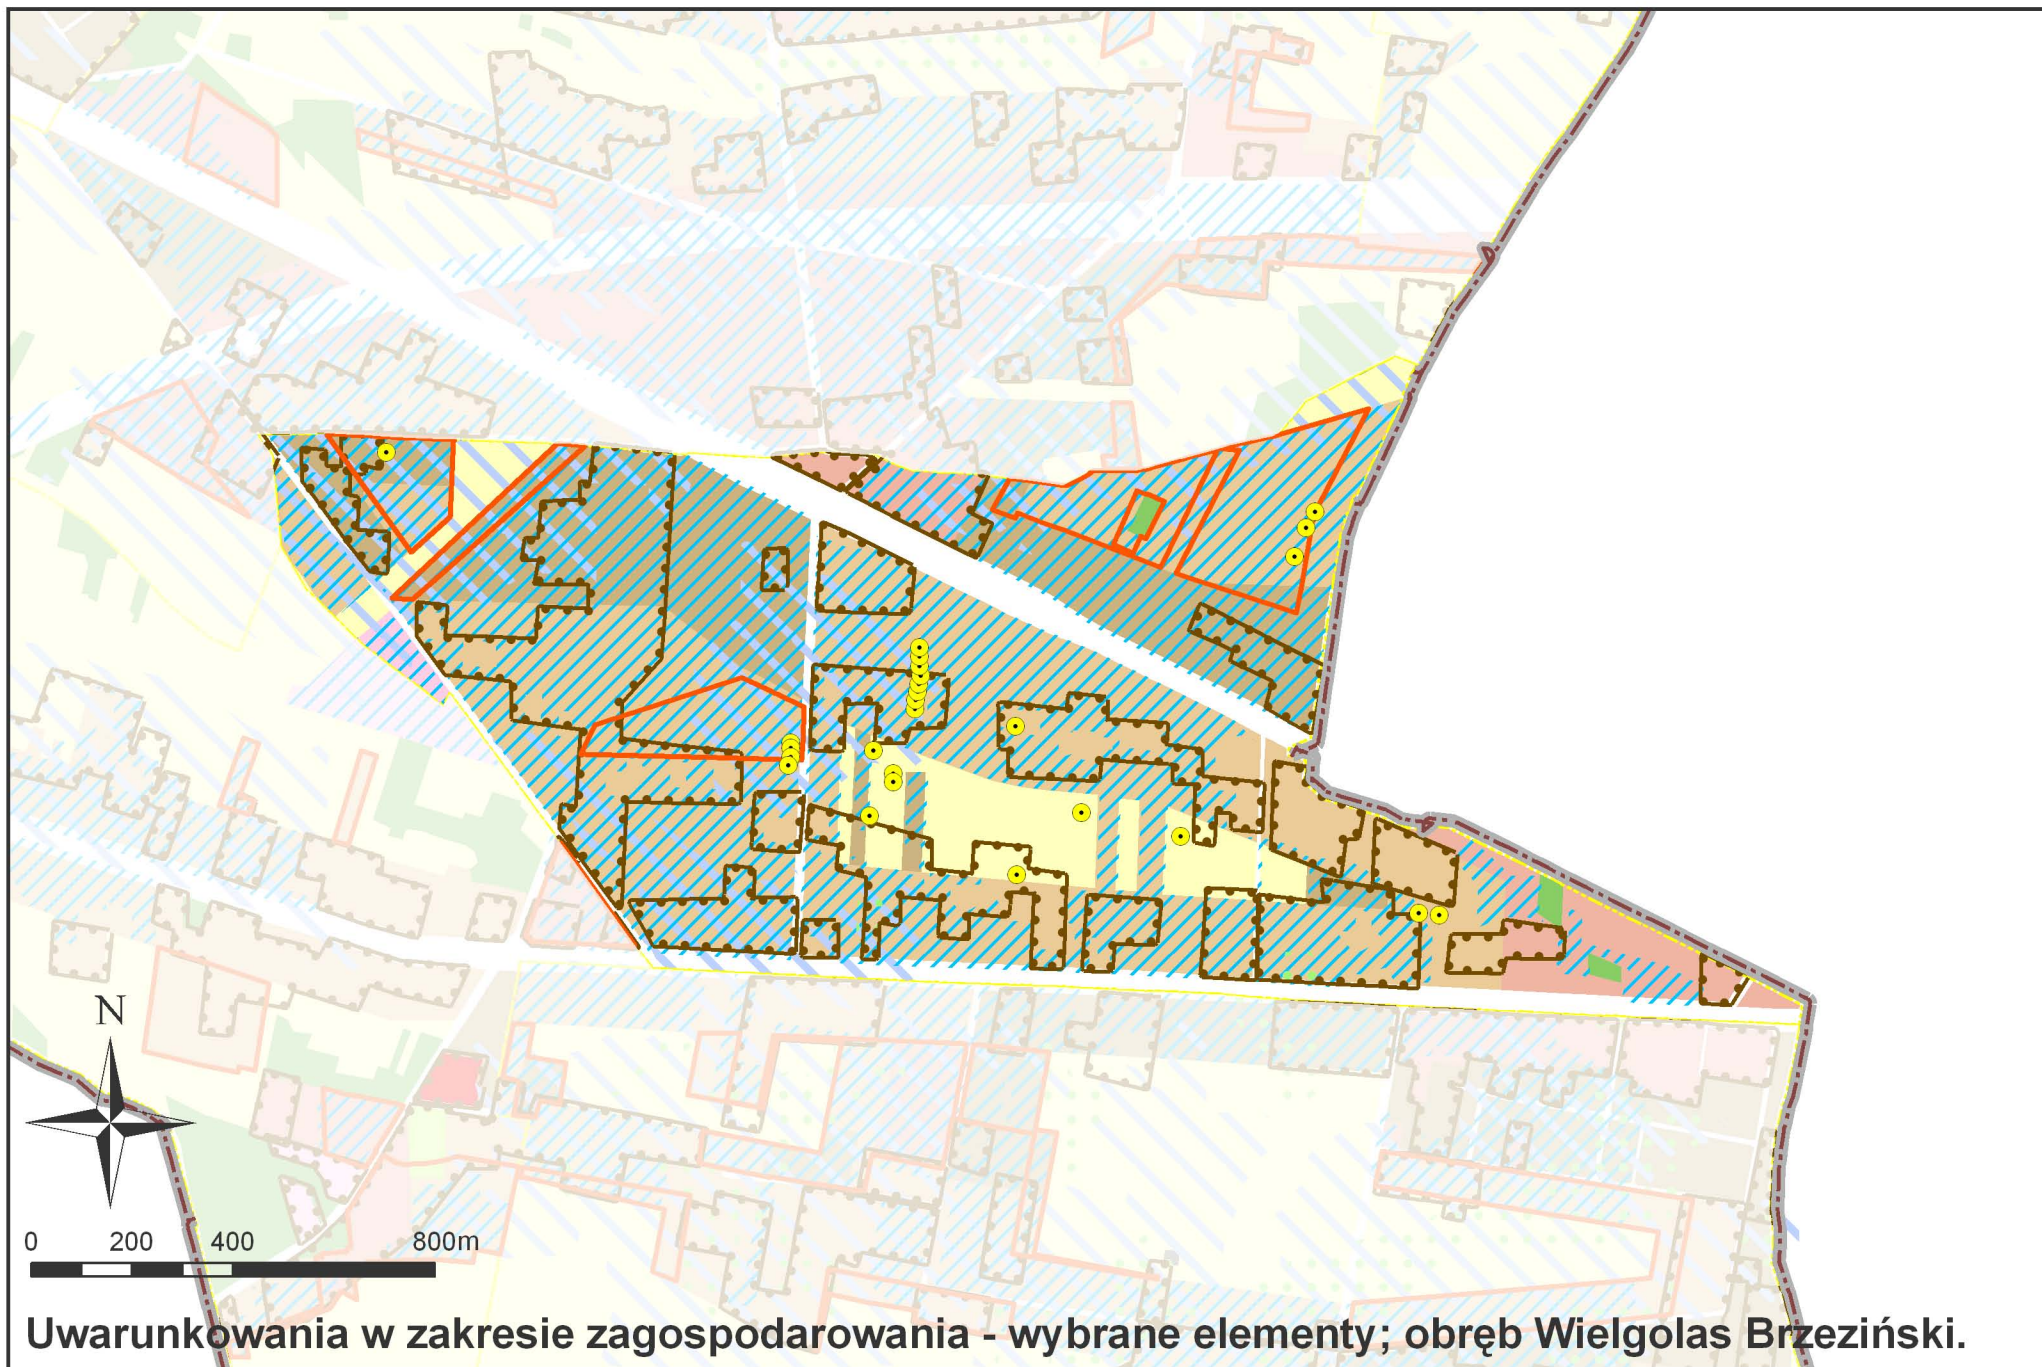 N
0 200 400 800m
Uwarunkowania w zakresie zagospodarowania - wybrane elementy; obręb Wielgolas Brzeziński.